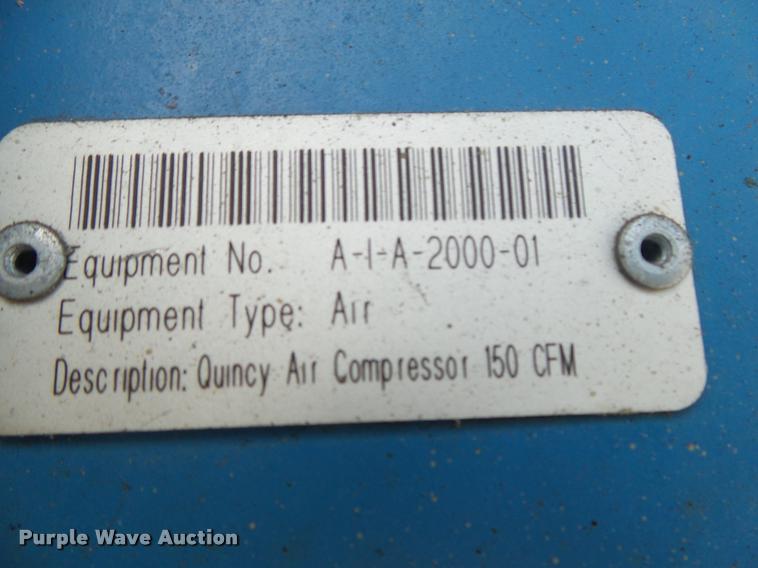 Equipment No. A-I-A-2000-01
Equipment Type: Air
Description: Quincy Air Compressor 150 CFM
Purple Wave Auction®